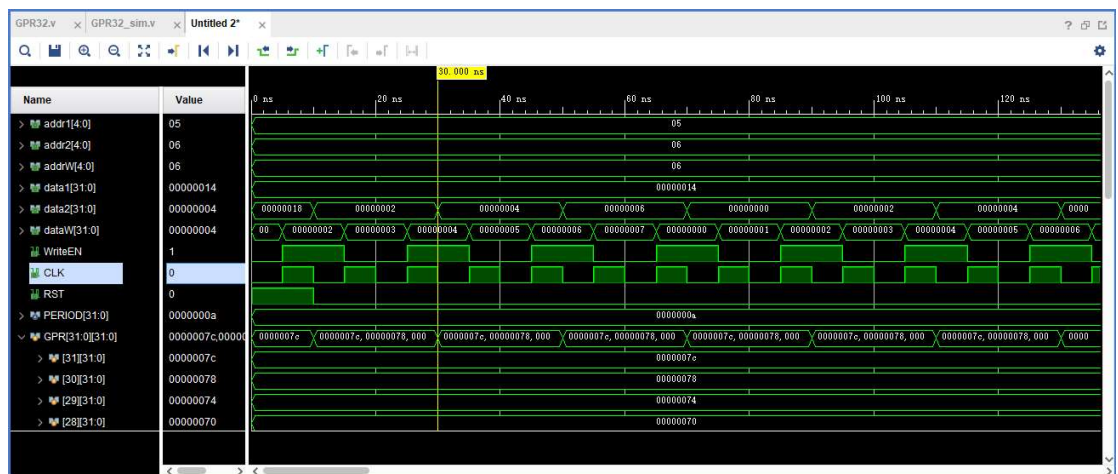 GPR32.v × GPR32_sim.v × Untitled 2* ×
30.000 ns
Name Value 0 ns 20 ns 40 ns 60 ns 80 ns 100 ns 120 ns
addr1[4:0] 05 05
addr2[4:0] 06 06
addrW[4:0] 06 06
data1[31:0] 00000014 00000014
data2[31:0] 00000004 00000018 00000002 00000004 00000006 00000000 00000002 00000004 0000
dataW[31:0] 00000004 00 00000002 00000003 00000004 00000005 00000006 00000007 00000000 00000001 00000002 00000003 00000004 00000005 00000006
WriteEN 1
CLK 0
RST 0
PERIOD[31:0] 0000000a 0000000a
GPR[31:0][31:0] 0000007c,00000 0000007c 0000007c, 00000078, 000 0000007c, 00000078, 000 0000007c, 00000078, 000 0000007c, 00000078, 000 0000007c, 00000078, 000 0000007c, 00000078, 000 0000
[31][31:0] 0000007c 0000007c
[30][31:0] 00000078 00000078
[29][31:0] 00000074 00000074
[28][31:0] 00000070 00000070